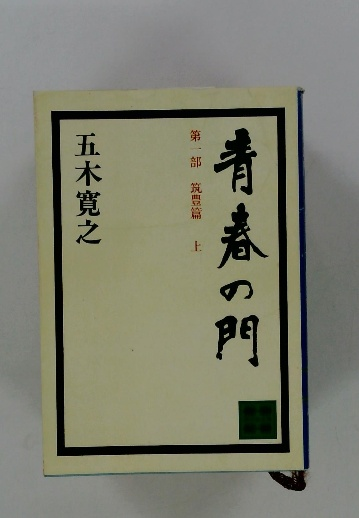 青春の門
第一部 筑豊篇 上
五木寛之